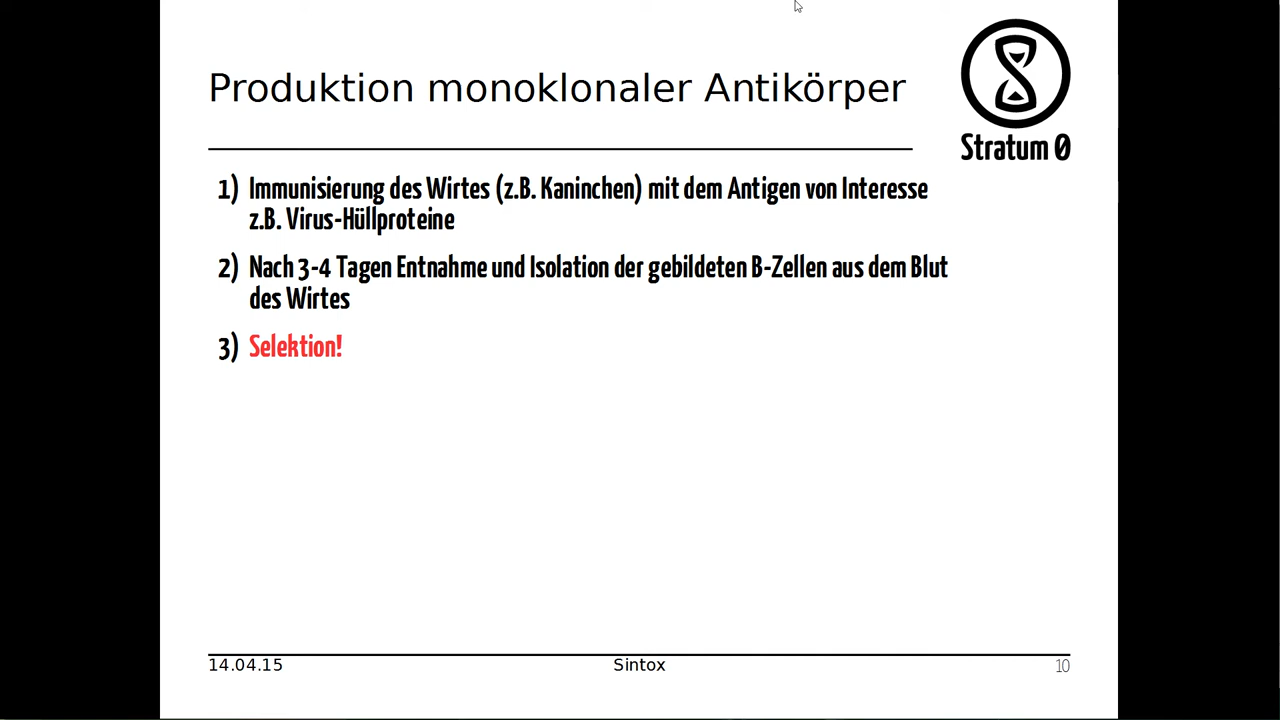 Produktion monoklonaler Antikörper
Stratum 0
1) Immunisierung des Wirtes (z.B. Kaninchen) mit dem Antigen von Interesse
z.B. Virus-Hüllproteine
2) Nach 3-4 Tagen Entnahme und Isolation der gebildeten B-Zellen aus dem Blut
des Wirtes
3) Selektion!
14.04.15
Sintox
10